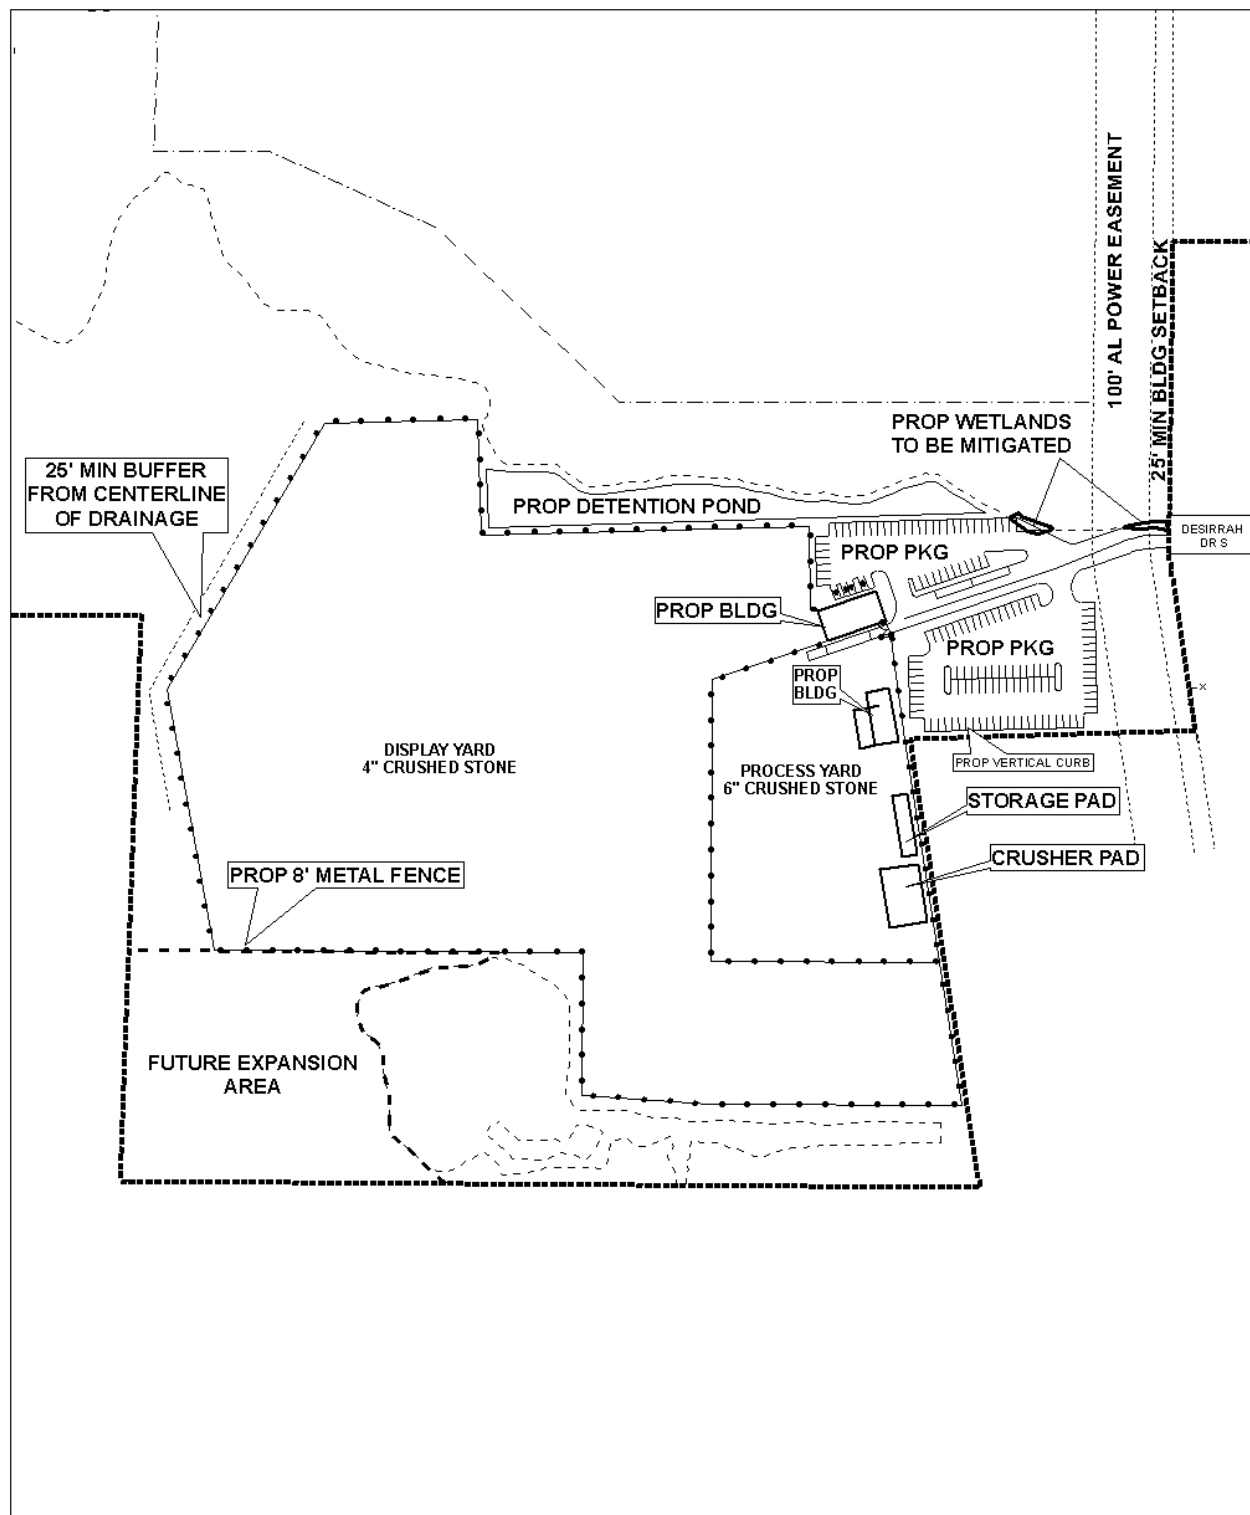 100' AL POWER EASEMENT
25' MIN BLDG SETBACK
PROP WETLANDS
TO BE MITIGATED
25' MIN BUFFER
FROM CENTERLINE
OF DRAINAGE
PROP DETENTION POND
DESIRRAH
DR S
PROP PKG
PROP BLDG
PROP PKG
PROP
BLDG
DISPLAY YARD
4" CRUSHED STONE
PROCESS YARD
6" CRUSHED STONE
PROP VERTICAL CURB
STORAGE PAD
CRUSHER PAD
PROP 8' METAL FENCE
FUTURE EXPANSION
AREA